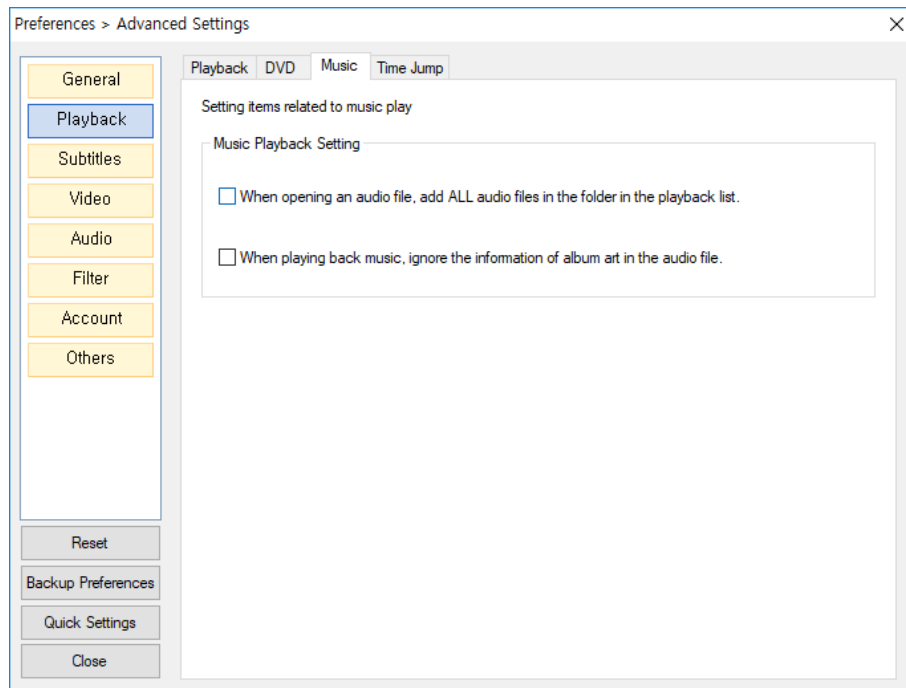 Preferences > Advanced Settings
General
Playback
Subtitles
Video
Audio
Filter
Account
Others
Reset
Backup Preferences
Quick Settings
Close
Playback DVD Music Time Jump
Setting items related to music play
Music Playback Setting
When opening an audio file, add ALL audio files in the folder in the playback list.
When playing back music, ignore the information of album art in the audio file.